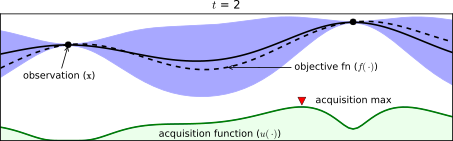 t = 2
objective fn (f(·))
observation (x)
acquisition max
acquisition function (u(·))